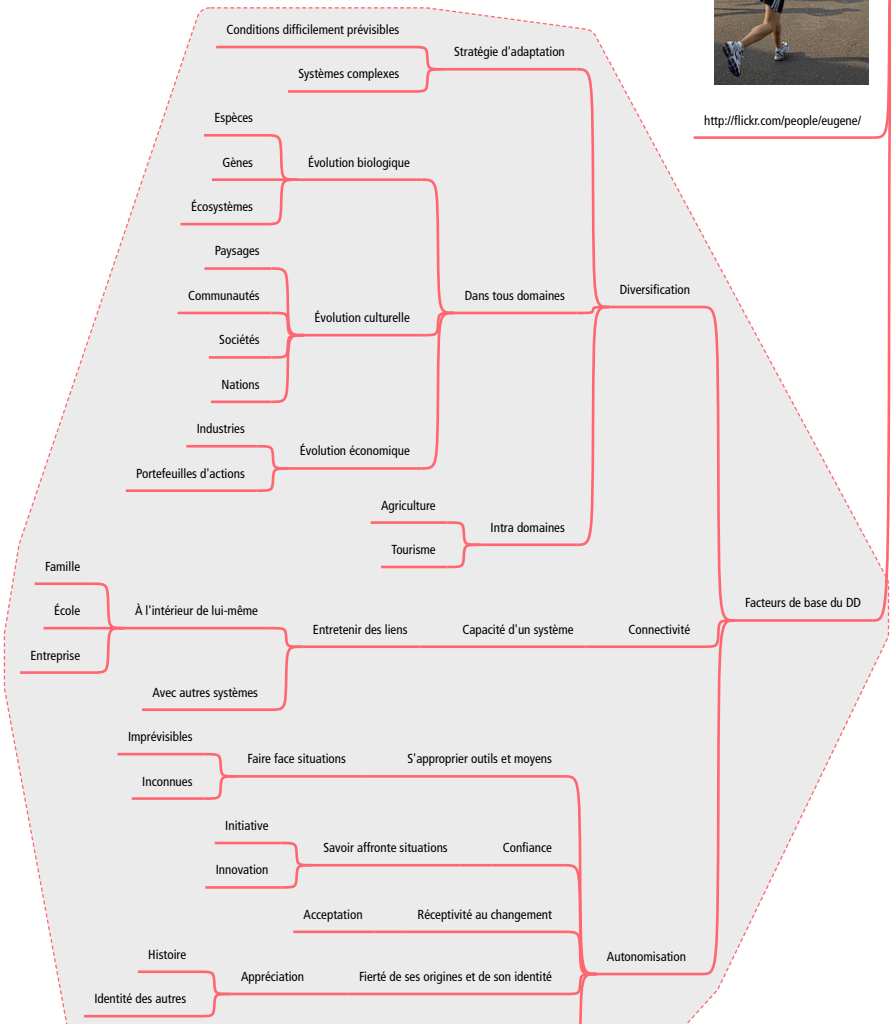 Conditions difficilement prévisibles
Stratégie d'adaptation
Systèmes complexes
http://flickr.com/people/eugene/
Espèces
Gènes
Évolution biologique
Écosystèmes
Paysages
Communautés
Dans tous domaines
Diversification
Évolution culturelle
Sociétés
Nations
Industries
Évolution économique
Portefeuilles d'actions
Agriculture
Intra domaines
Tourisme
Famille
École
À l'intérieur de lui-même
Facteurs de base du DD
Entretenir des liens
Capacité d'un système
Connectivité
Entreprise
Avec autres systèmes
Imprévisibles
Faire face situations
S'approprier outils et moyens
Inconnues
Initiative
Savoir affronte situations
Confiance
Innovation
Acceptation
Réceptivité au changement
Histoire
Autonomisation
Appréciation
Fierté de ses origines et de son identité
Identité des autres